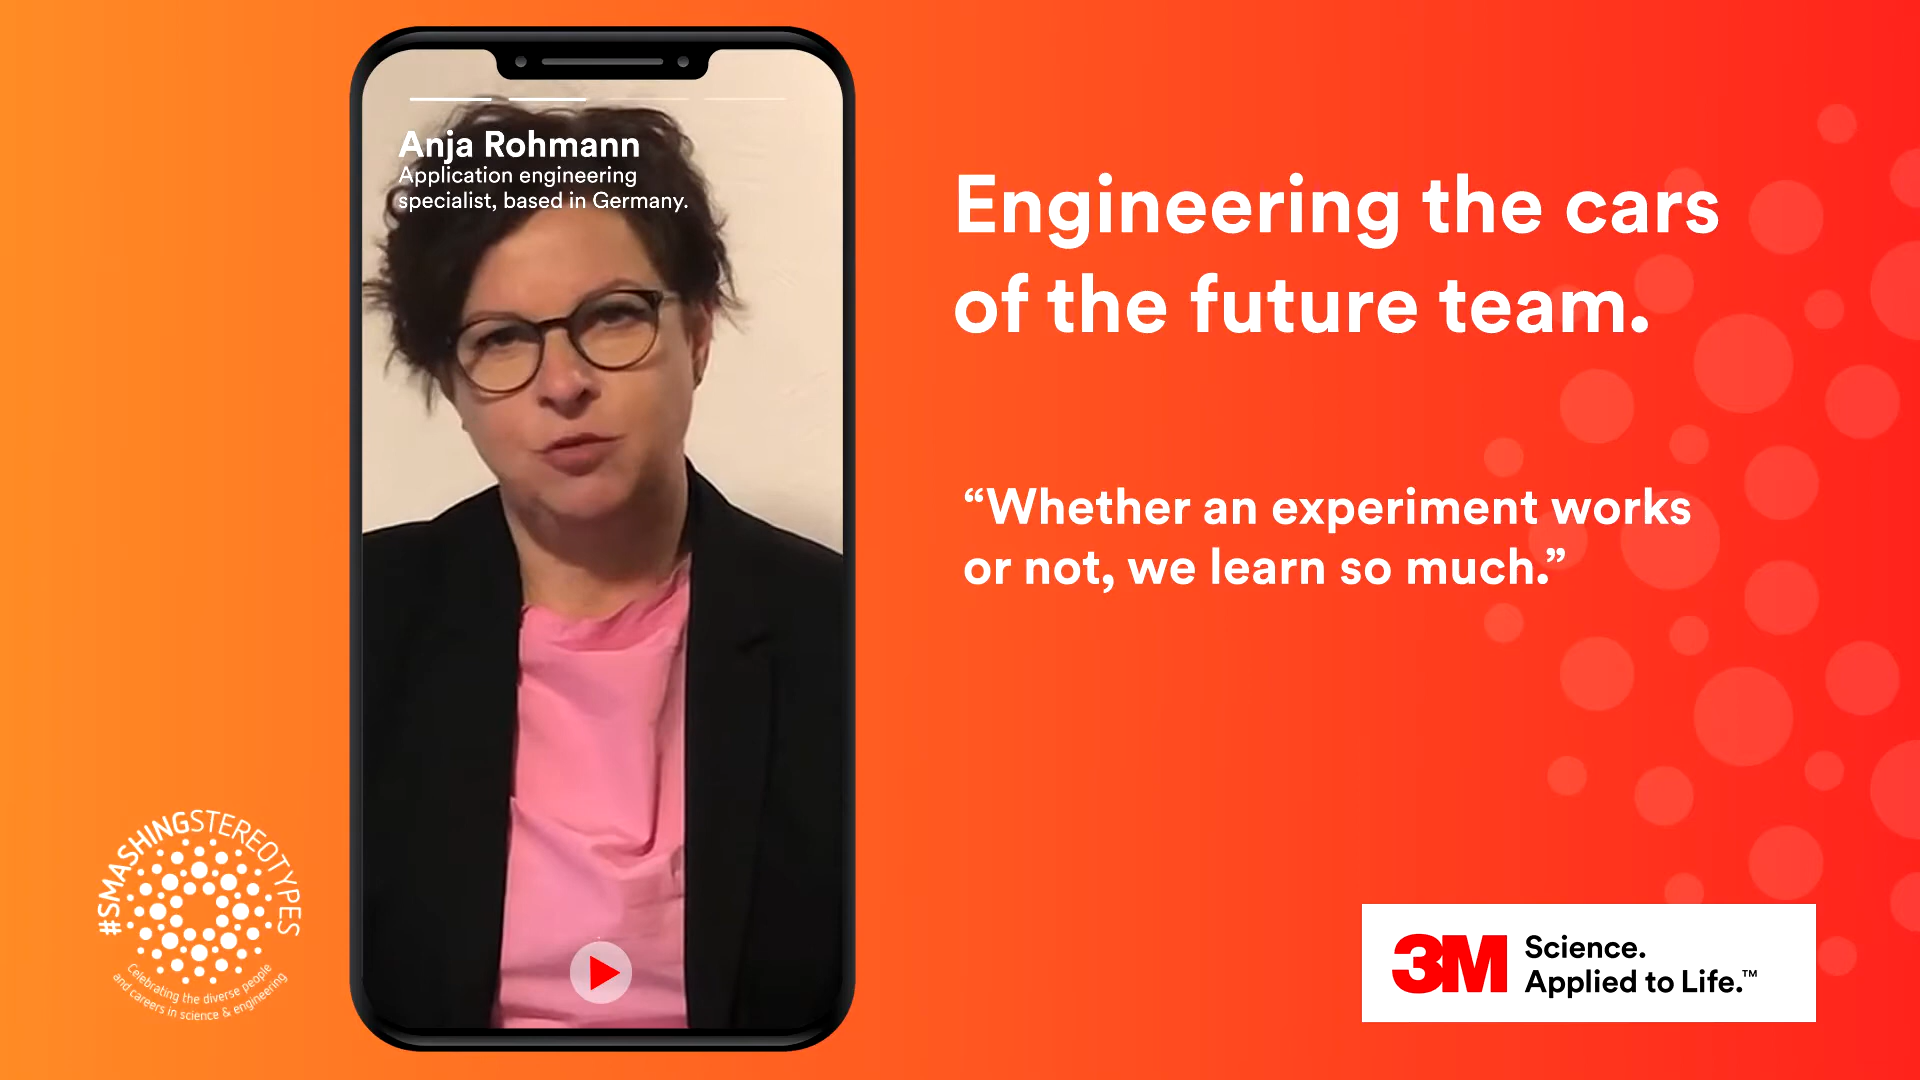 Anja Rohmann
Application engineering
specialist, based in Germany.
Engineering the cars
of the future team.
“Whether an experiment works
or not, we learn so much.”
#SMASHINGSTEREOTYPES
Celebrating the diverse people
and careers in science & engineering
3M Science.
Applied to Life.™